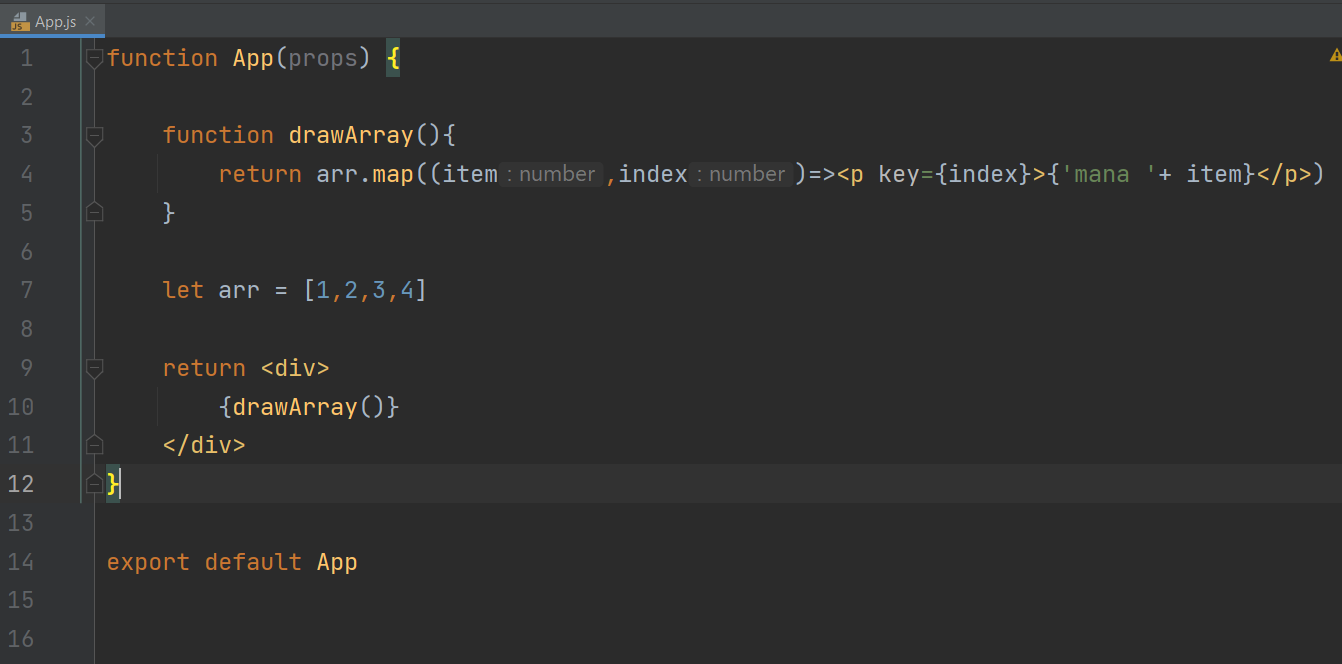 App.js
1 function App(props) {
2
3 function drawArray(){
4 return arr.map((item : number ,index : number )=><p key={index}>{'mana '+ item}</p>)
5 }
6
7 let arr = [1,2,3,4]
8
9 return <div>
10 {drawArray()}
11 </div>
12 }
13
14 export default App
15
16